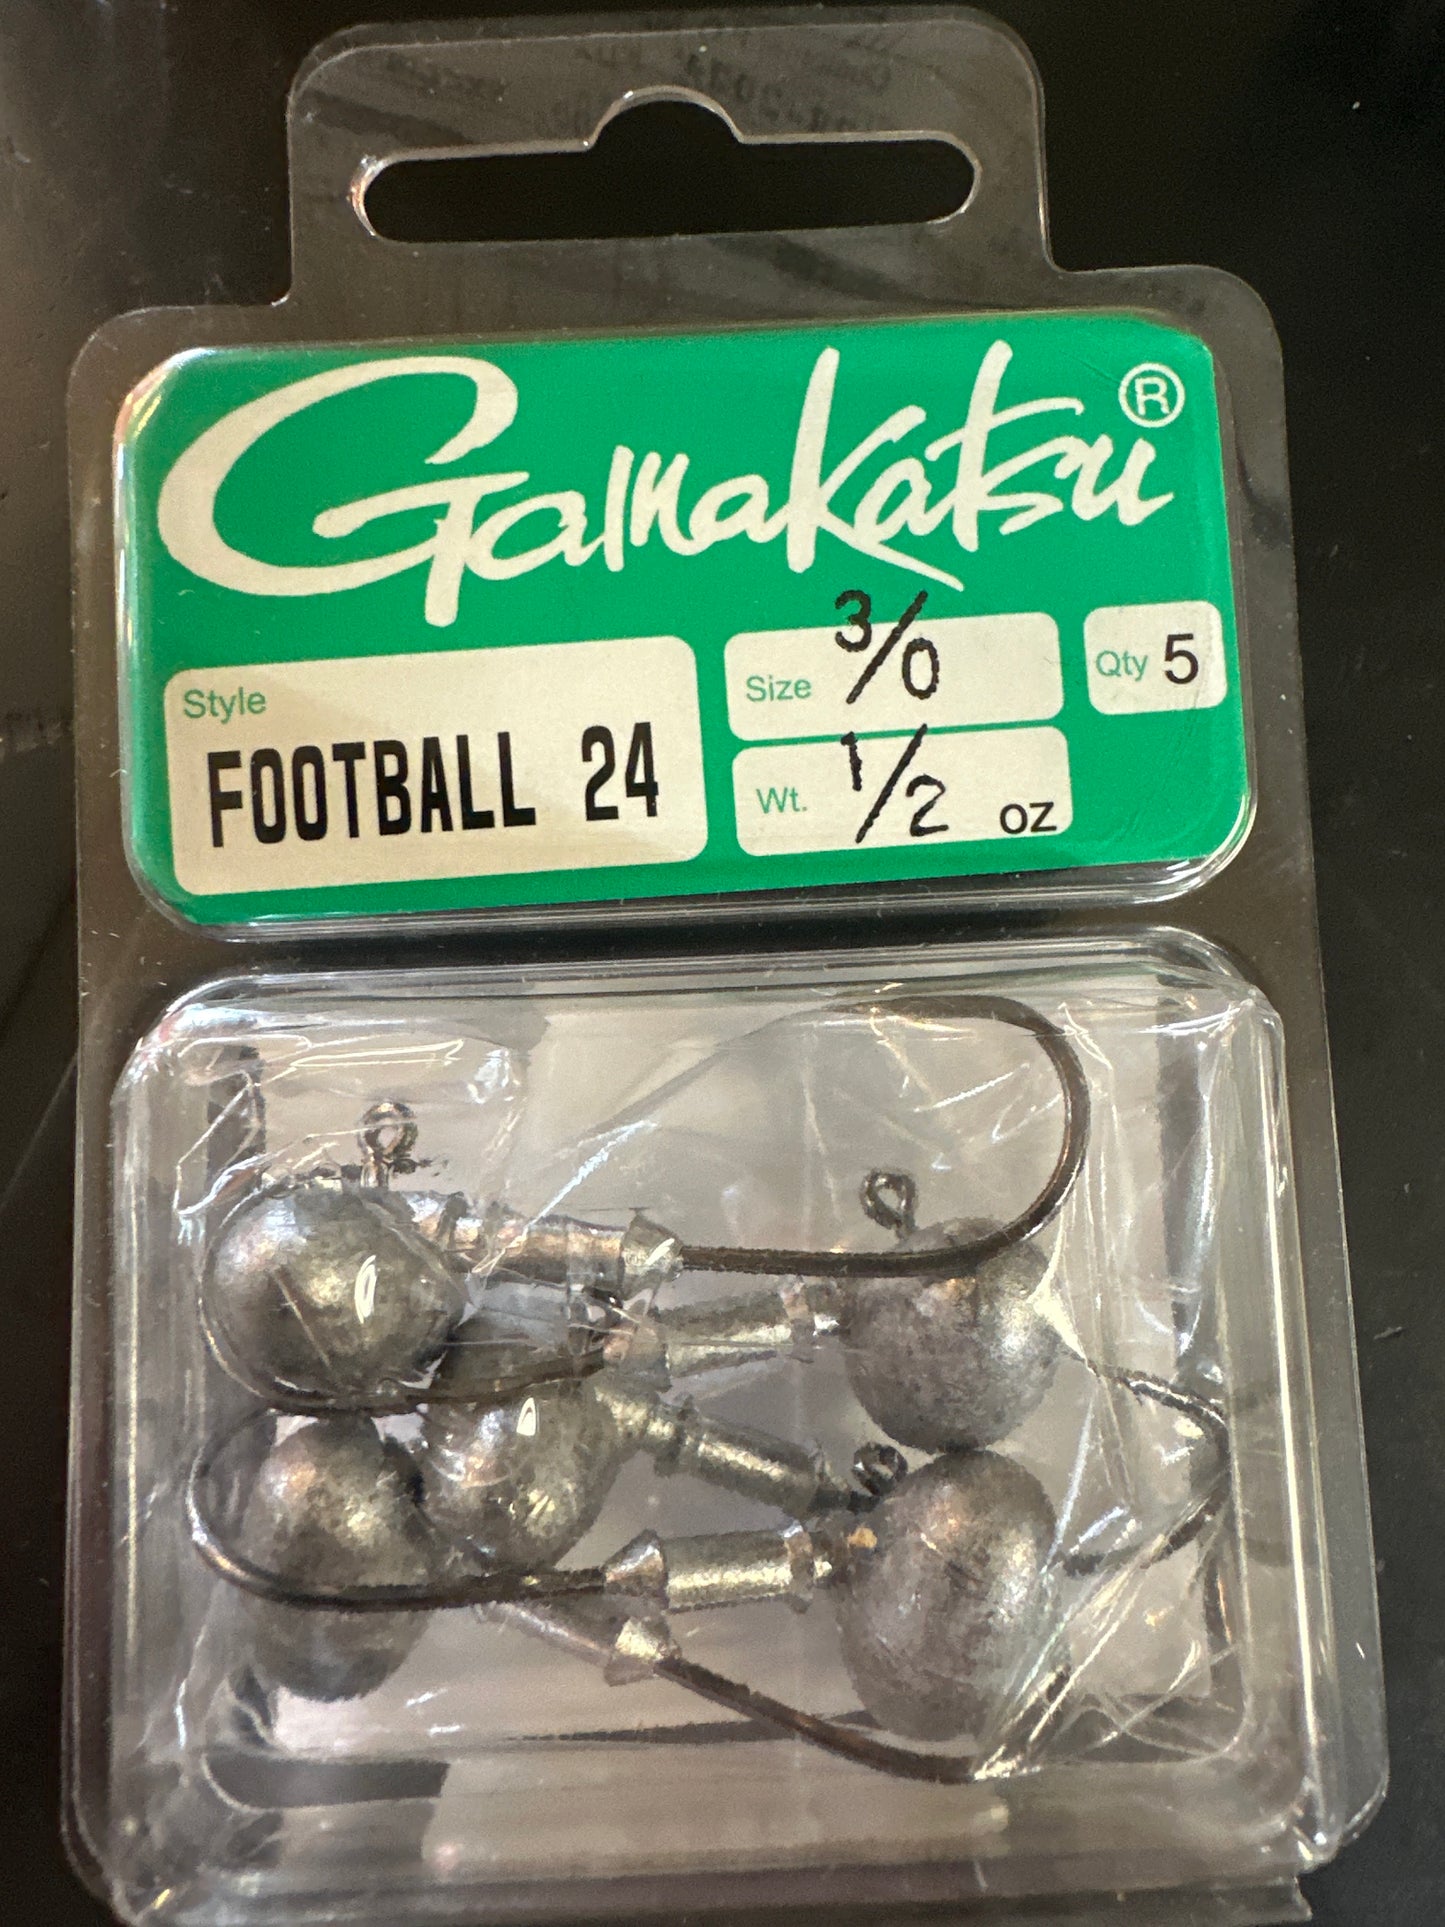 Gamakatsu®
Style
FOOTBALL 24
Size 3/0
Wt. 1/2 oz
Qty 5